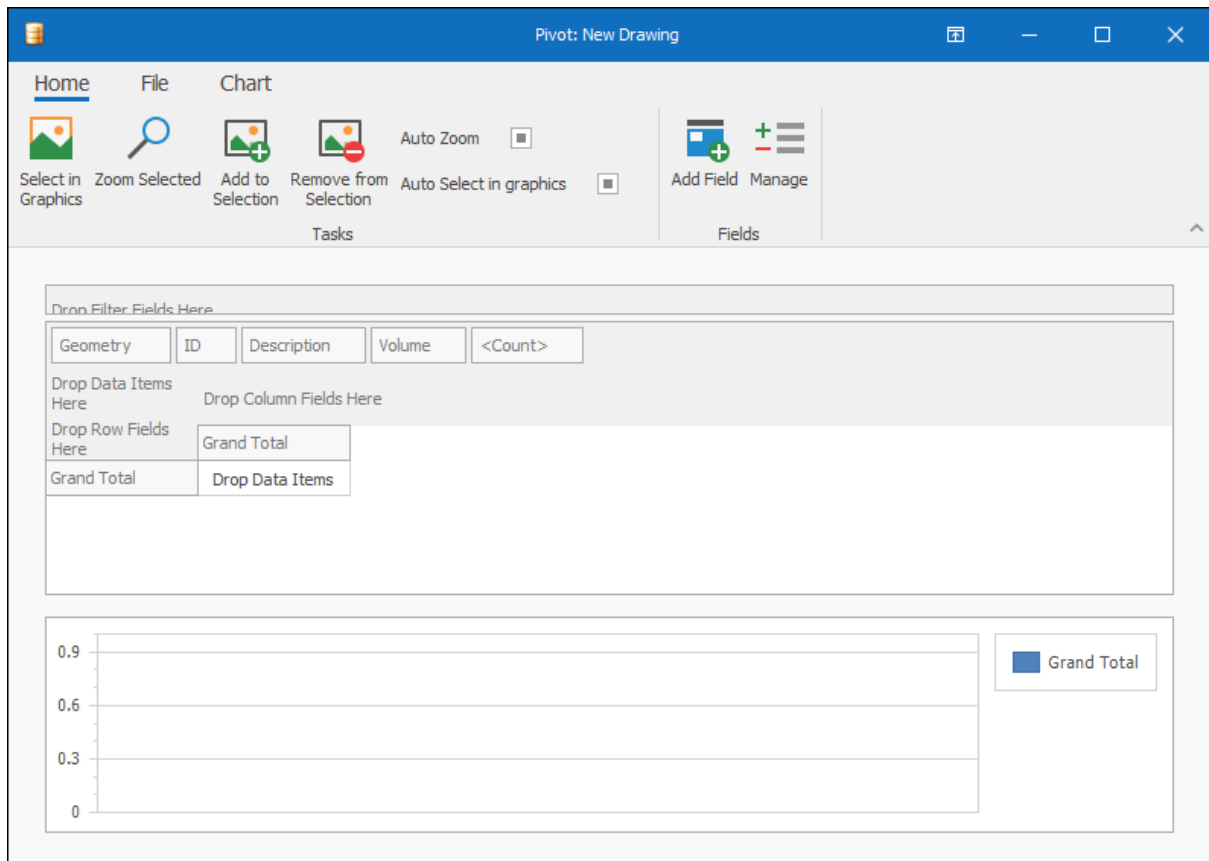 Pivot: New Drawing
Home File Chart
Select in
Graphics
Zoom Selected
Add to
Selection
Remove from
Selection
Auto Zoom
Auto Select in graphics
Add Field
Manage
Tasks
Fields
Drop Filter Fields Here
Geometry ID Description Volume <Count>
Drop Data Items
Here
Drop Column Fields Here
Drop Row Fields
Here
Grand Total
Grand Total
Drop Data Items
0.9
0.6
0.3
0
Grand Total